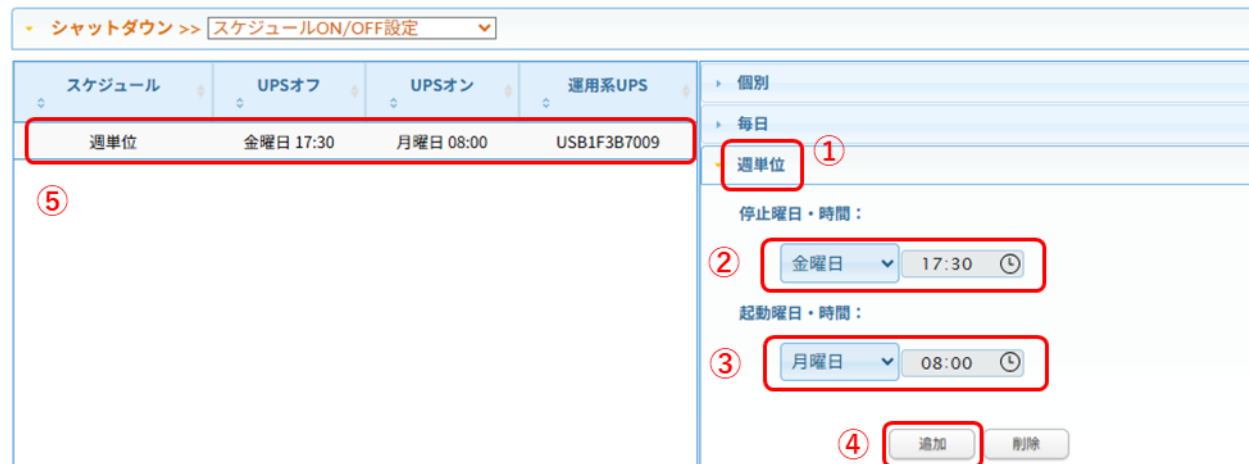 シャットダウン >> スケジュールON/OFF設定
スケジュール UPSオフ UPSオン 運用系UPS
週単位 金曜日 17:30 月曜日 08:00 USB1F3B7009
⑤
個別
毎日
週単位 ①
停止曜日・時間：
② 金曜日 17:30
起動曜日・時間：
③ 月曜日 08:00
④ 追加 削除